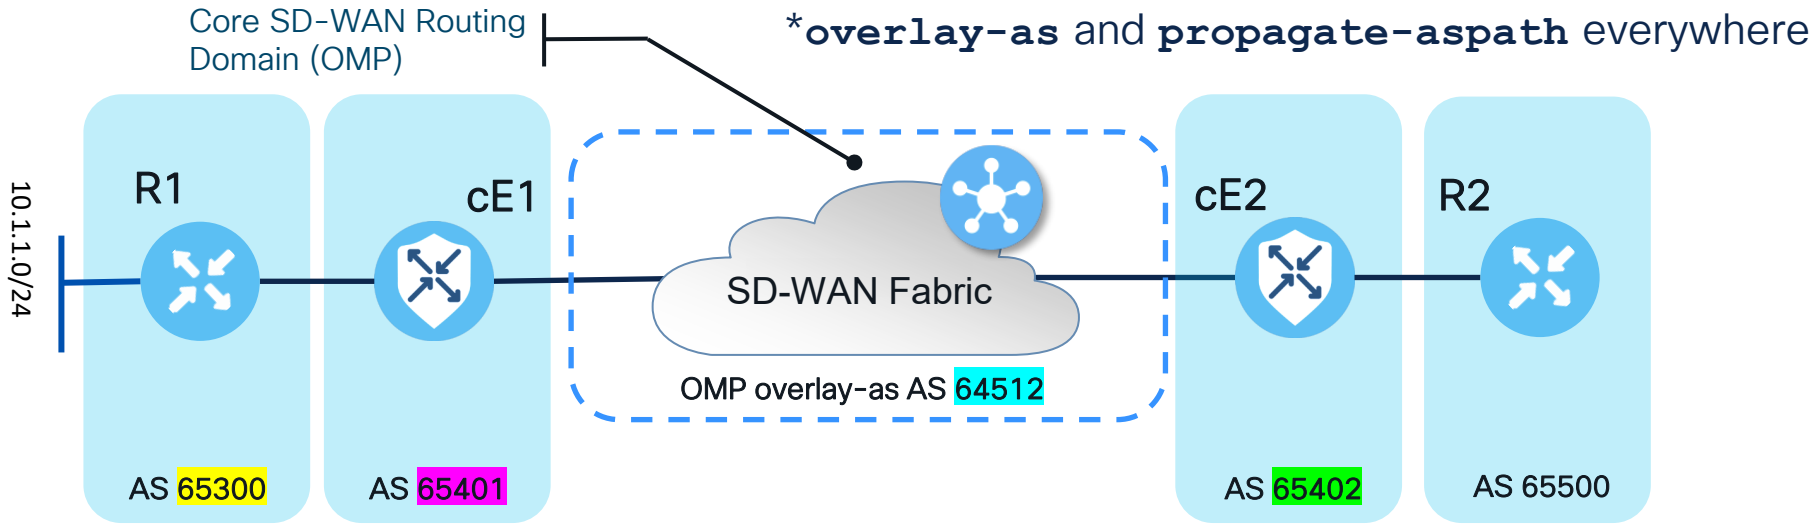 Core SD-WAN Routing
Domain (OMP)
*overlay-as and propagate-aspath everywhere
10.1.1.0/24
R1
cE1
cE2
R2
SD-WAN Fabric
OMP overlay-as AS 64512
AS 65300
AS 65401
AS 65402
AS 65500